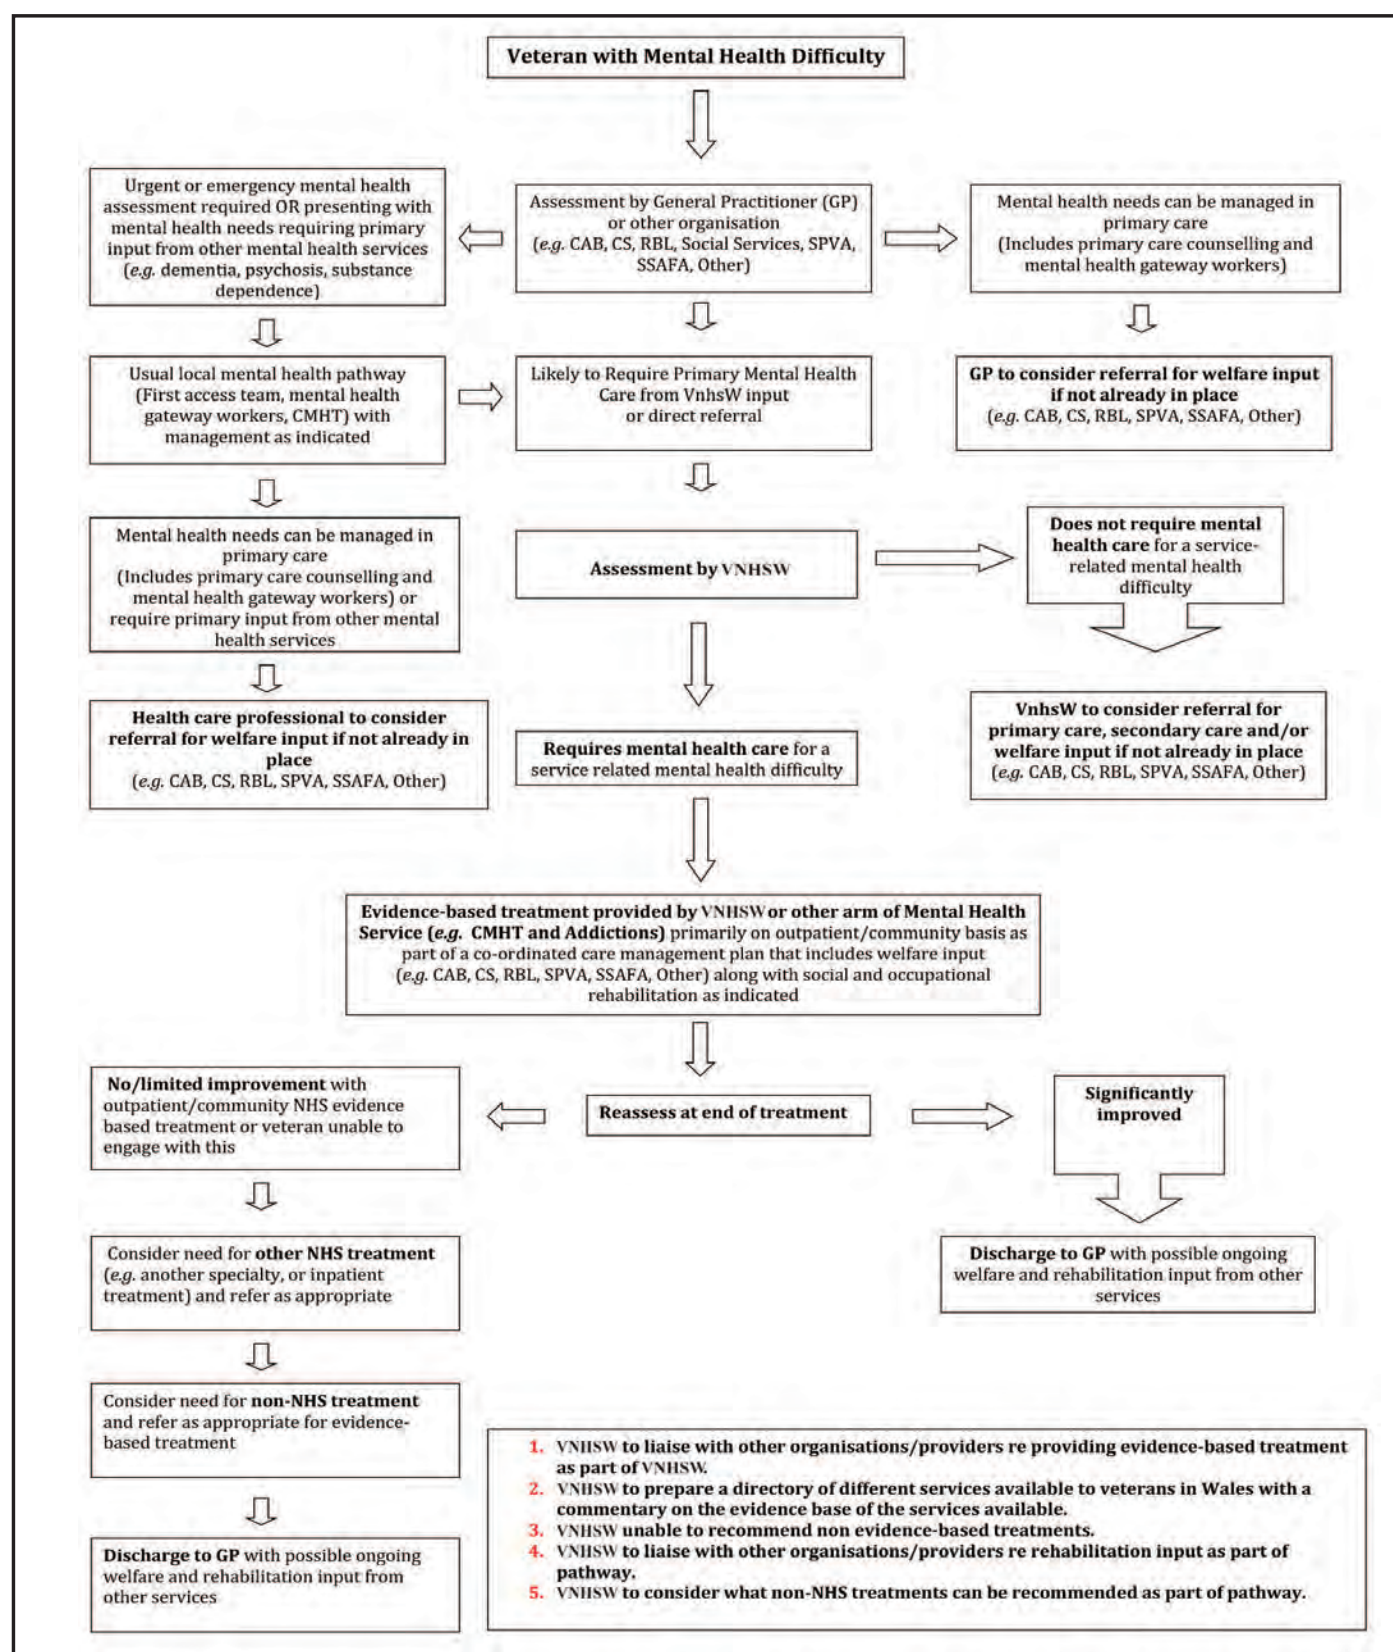 Veteran with Mental Health Difficulty
Urgent or emergency mental health
assessment required OR presenting with
mental health needs requiring primary
input from other mental health services
(e.g. dementia, psychosis, substance
dependence)
Assessment by General Practitioner (GP)
or other organisation
(e.g. CAB, CS, RBL, Social Services, SPVA,
SSAFA, Other)
Mental health needs can be managed in
primary care
(Includes primary care counselling and
mental health gateway workers)
Usual local mental health pathway
(First access team, mental health
gateway workers, CMHT) with
management as indicated
Likely to Require Primary Mental Health
Care from VnhsW input
or direct referral
GP to consider referral for welfare input
if not already in place
(e.g. CAB, CS, RBL, SPVA, SSAFA, Other)
Mental health needs can be managed in
primary care
(Includes primary care counselling and
mental health gateway workers) or
require primary input from other mental
health services
Assessment by VNHSW
Does not require mental
health care for a service-
related mental health
difficulty
Health care professional to consider
referral for welfare input if not already in
place
(e.g. CAB, CS, RBL, SPVA, SSAFA, Other)
Requires mental health care for a
service related mental health difficulty
VnhsW to consider referral for
primary care, secondary care and/or
welfare input if not already in place
(e.g. CAB, CS, RBL, SPVA, SSAFA, Other)
Evidence-based treatment provided by VNHSW or other arm of Mental Health
Service (e.g. CMHT and Addictions) primarily on outpatient/community basis as
part of a co-ordinated care management plan that includes welfare input
(e.g. CAB, CS, RBL, SPVA, SSAFA, Other) along with social and occupational
rehabilitation as indicated
No/limited improvement with
outpatient/community NHS evidence
based treatment or veteran unable to
engage with this
Reassess at end of treatment
Significantly
improved
Consider need for other NHS treatment
(e.g. another specialty, or inpatient
treatment) and refer as appropriate
Discharge to GP with possible ongoing
welfare and rehabilitation input from other
services
Consider need for non-NHS treatment
and refer as appropriate for evidence-
based treatment
Discharge to GP with possible ongoing
welfare and rehabilitation input from
other services
1. VNHSW to liaise with other organisations/providers re providing evidence-based treatment
as part of VNHSW.
2. VNHSW to prepare a directory of different services available to veterans in Wales with a
commentary on the evidence base of the services available.
3. VNHSW unable to recommend non evidence-based treatments.
4. VNHSW to liaise with other organisations/providers re rehabilitation input as part of
pathway.
5. VNHSW to consider what non-NHS treatments can be recommended as part of pathway.